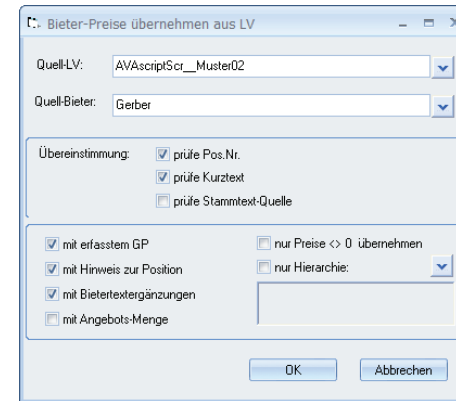 Bieter-Preise übernehmen aus LV
Quell-LV: AVAscriptScr__Muster02
Quell-Bieter: Gerber
Übereinstimmung: prüfe Pos.Nr.
prüfe Kurztext
prüfe Stammtext-Quelle
mit erfasstem GP nur Preise <> 0 übernehmen
mit Hinweis zur Position nur Hierarchie:
mit Bietertextergänzungen
mit Angebots-Menge
OK Abbrechen